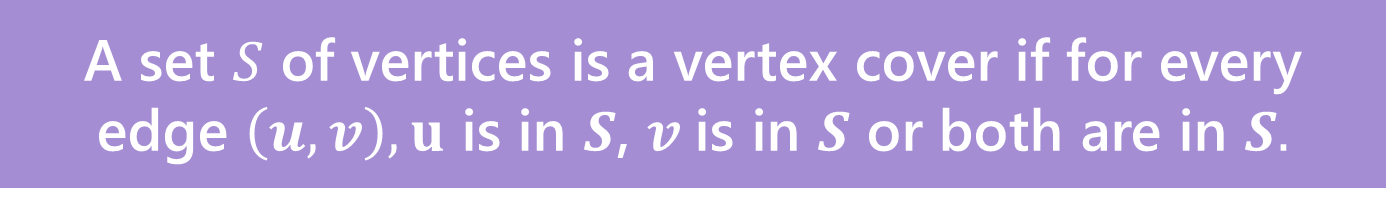 A set S of vertices is a vertex cover if for every
edge (u, v), u is in S, v is in S or both are in S.